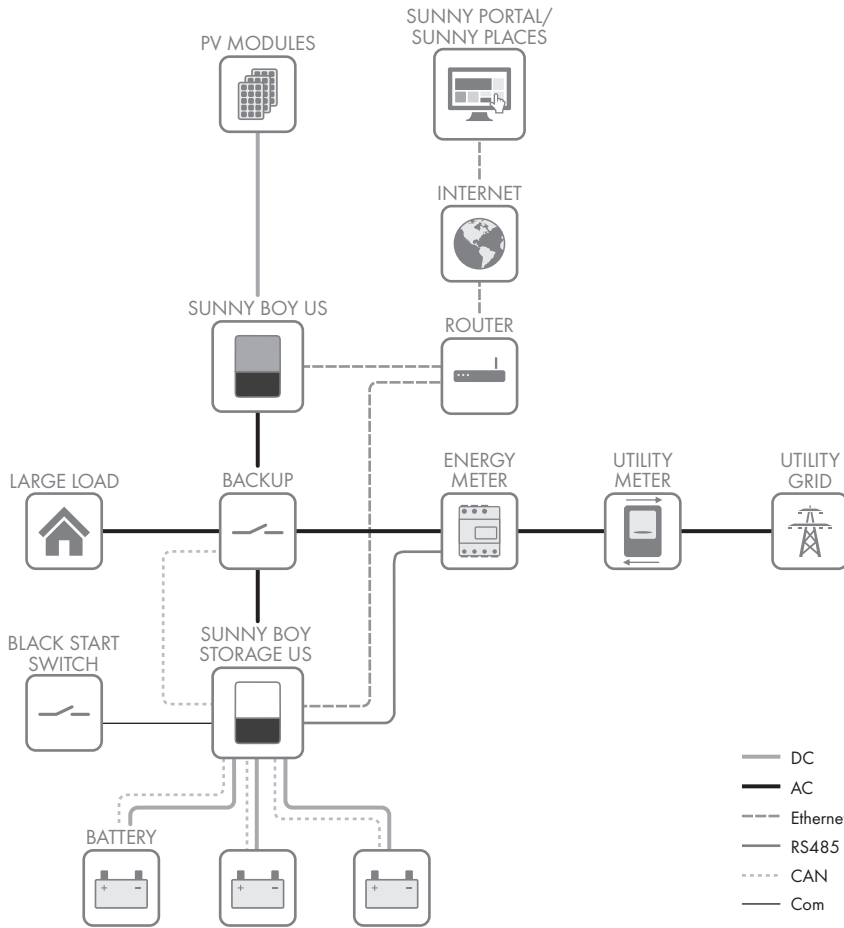 SUNNY PORTAL/
SUNNY PLACES
PV MODULES
INTERNET
SUNNY BOY US
ROUTER
LARGE LOAD
BACKUP
ENERGY
METER
UTILITY
METER
UTILITY
GRID
SUNNY BOY
STORAGE US
BLACK START
SWITCH
BATTERY
+ -
+ -
+ -
DC
AC
Ethernet
RS485
CAN
Com